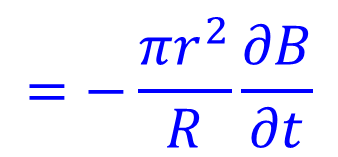 = − πr²/R ∂B/∂t